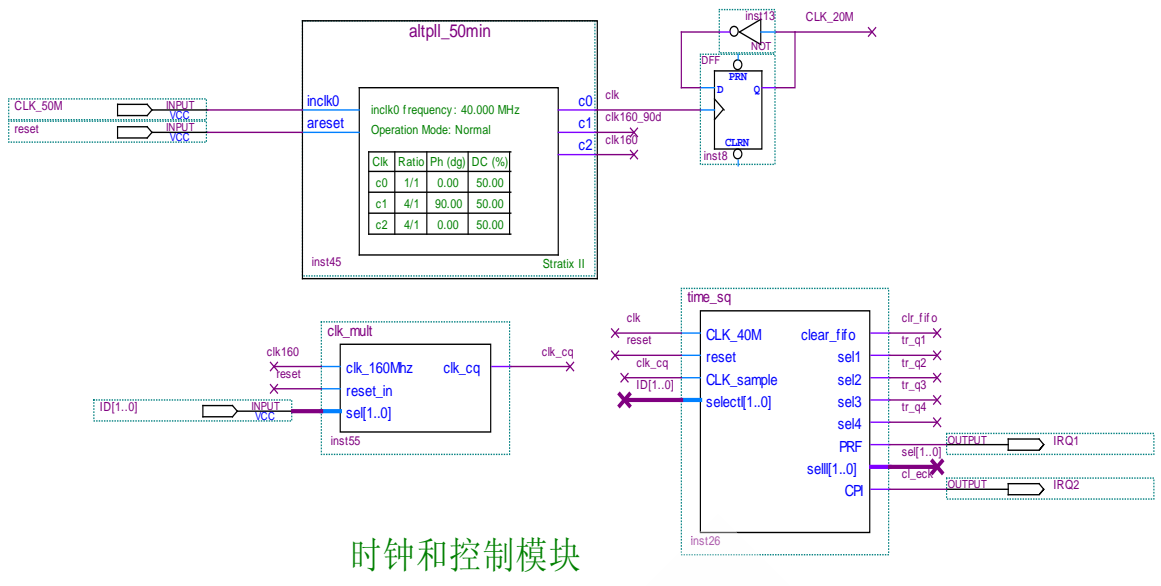 altpll_50min
CLK_50M
INPUT
VCC
reset
INPUT
VCC
inclk0
areset
inclk0 frequency: 40.000 MHz
Operation Mode: Normal
Clk Ratio Ph (dg) DC (%)
c0 1/1 0.00 50.00
c1 4/1 90.00 50.00
c2 4/1 0.00 50.00
c0
c1
c2
inst45
Stratix II
clk
clk160_90d
clk160
inst13
NOT
CLK_20M
DFF
PRN
D
Q
CLRN
inst8
clk_mult
clk160
reset
ID[1..0]
INPUT
VCC
clk_160Mhz
reset_in
sel[1..0]
clk_cq
inst55
clk_cq
time_sq
clk
reset
clk_cq
ID[1..0]
CLK_40M
reset
CLK_sample
selectI[1..0]
clear_fifo
sel1
sel2
sel3
sel4
PRF
selII[1..0]
CPI
inst26
clr_fifo
tr_q1
tr_q2
tr_q3
tr_q4
sel[1..0]
cl_eck
OUTPUT
IRQ1
OUTPUT
IRQ2
时钟和控制模块